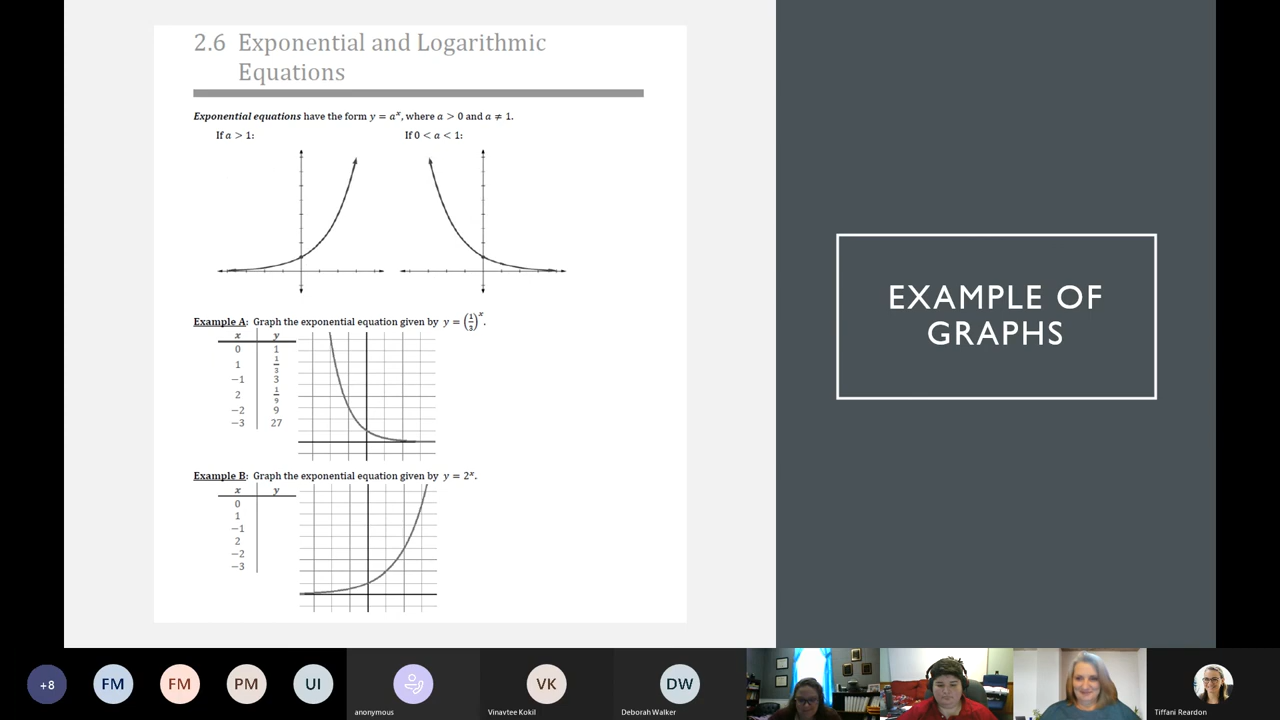 2.6 Exponential and Logarithmic
Equations
Exponential equations have the form y = aˣ, where a > 0 and a ≠ 1.
If a > 1:
If 0 < a < 1:
Example A: Graph the exponential equation given by y = (1/3)ˣ.
x y
0 1
1 1/3
−1 3
2 1/9
−2 9
−3 27
Example B: Graph the exponential equation given by y = 2ˣ.
x y
0
1
−1
2
−2
−3
EXAMPLE OF
GRAPHS
+8
FM
FM
PM
UI
anonymous
VK
Vinavtee Kokil
DW
Deborah Walker
Tiffani Reardon